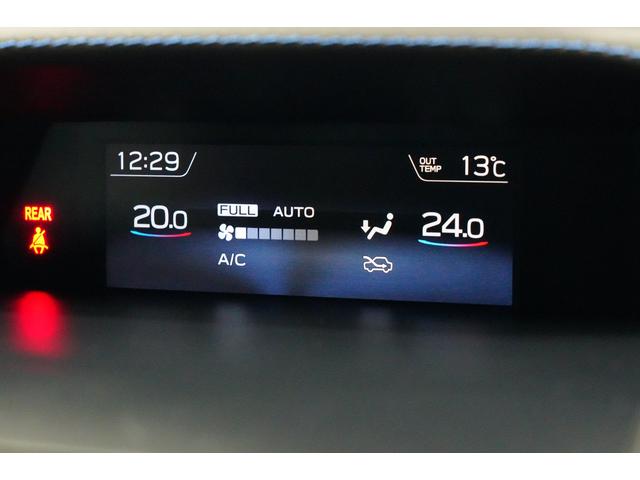 12:29
OUT TEMP 13℃
REAR
20.0
FULL AUTO
24.0
A/C